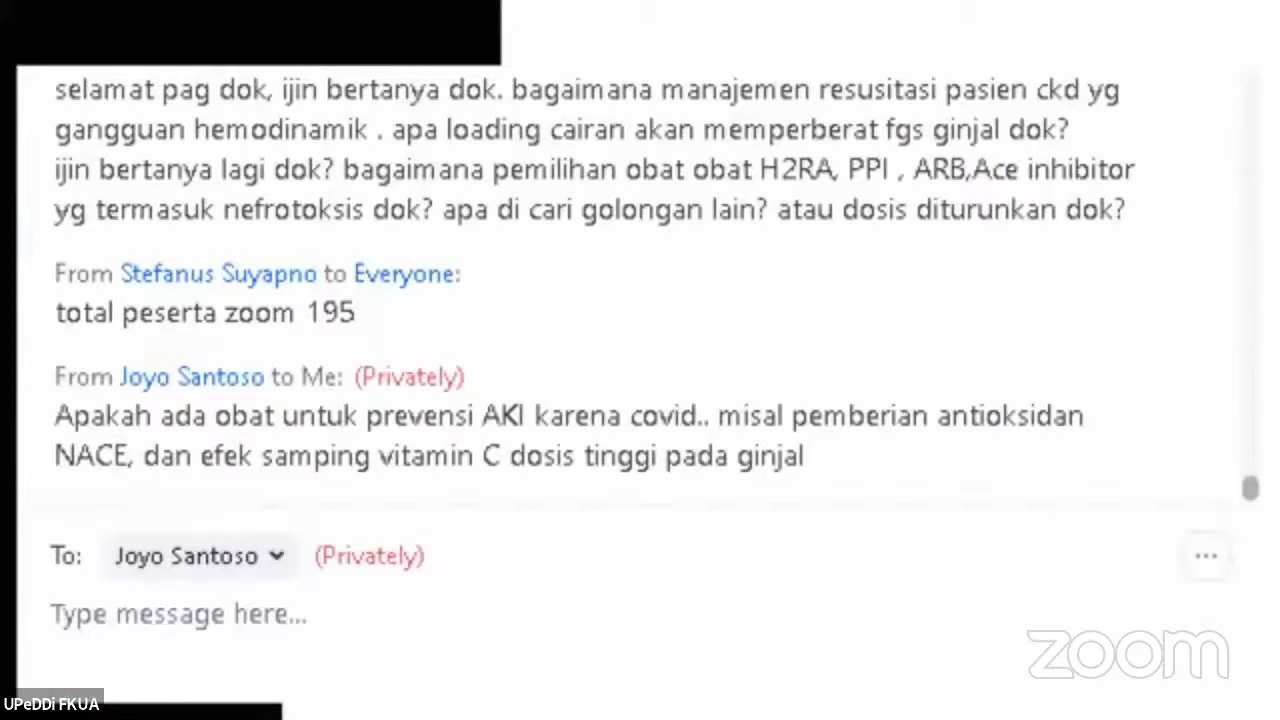 selamat pag dok, ijin bertanya dok. bagaimana manajemen resusitasi pasien ckd yg
gangguan hemodinamik . apa loading cairan akan memperberat fgs ginjal dok?
ijin bertanya lagi dok? bagaimana pemilihan obat obat H2RA, PPI , ARB,Ace inhibitor
yg termasuk nefrotoksis dok? apa di cari golongan lain? atau dosis diturunkan dok?
From Stefanus Suyapno to Everyone:
total peserta zoom 195
From Joyo Santoso to Me: (Privately)
Apakah ada obat untuk prevensi AKI karena covid.. misal pemberian antioksidan
NACE, dan efek samping vitamin C dosis tinggi pada ginjal
To: Joyo Santoso (Privately)
Type message here...
zoom
UPeDDi FKUA